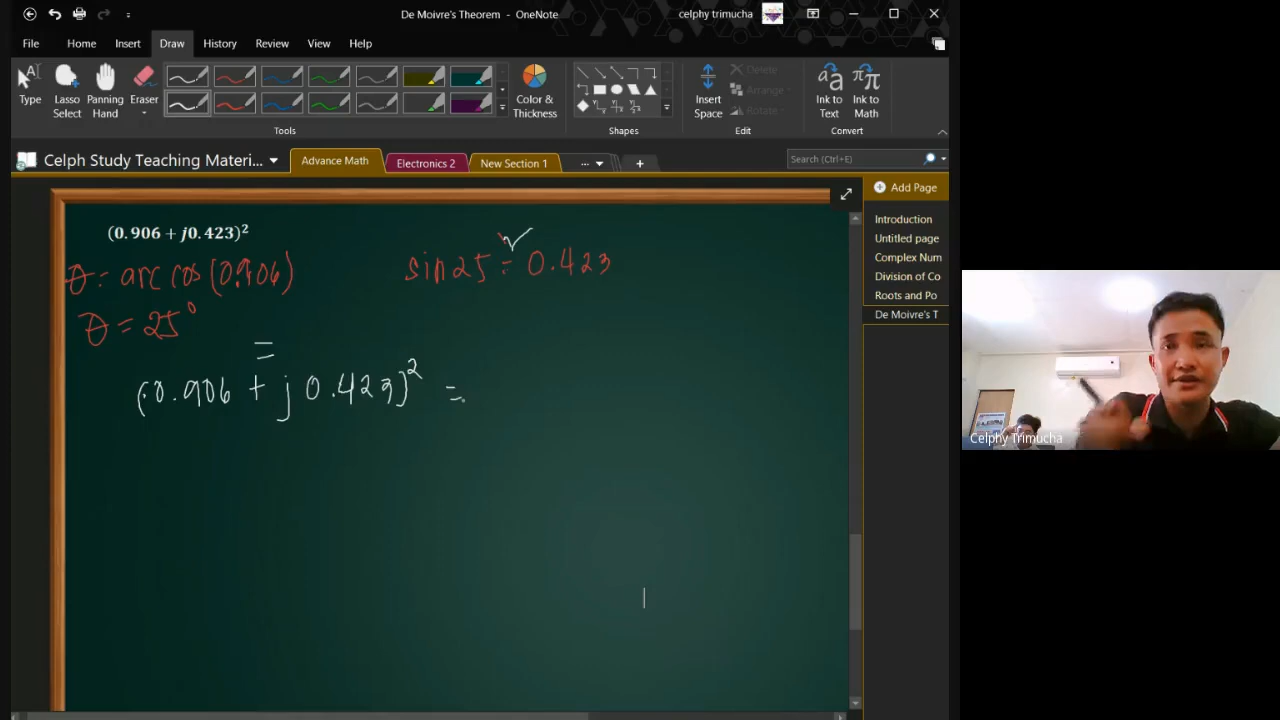 De Moivre's Theorem - OneNote
celphy trimucha
File Home Insert Draw History Review View Help
Type
Lasso Select
Panning Hand
Eraser
Color & Thickness
Insert Space
Delete
Arrange
Rotate
Ink to Text
Ink to Math
Tools
Shapes
Edit
Convert
Celph Study Teaching Materi...
Advance Math
Electronics 2
New Section 1
...
Search (Ctrl+E)
Add Page
Introduction
Untitled page
Complex Num
Division of Co
Roots and Po
De Moivre's T
(0.906 + j0.423)²
θ = arc cos (0.906)
sin 25 = 0.423
θ = 25°
=
(0.906 + j 0.423)² =
Celphy Trimucha